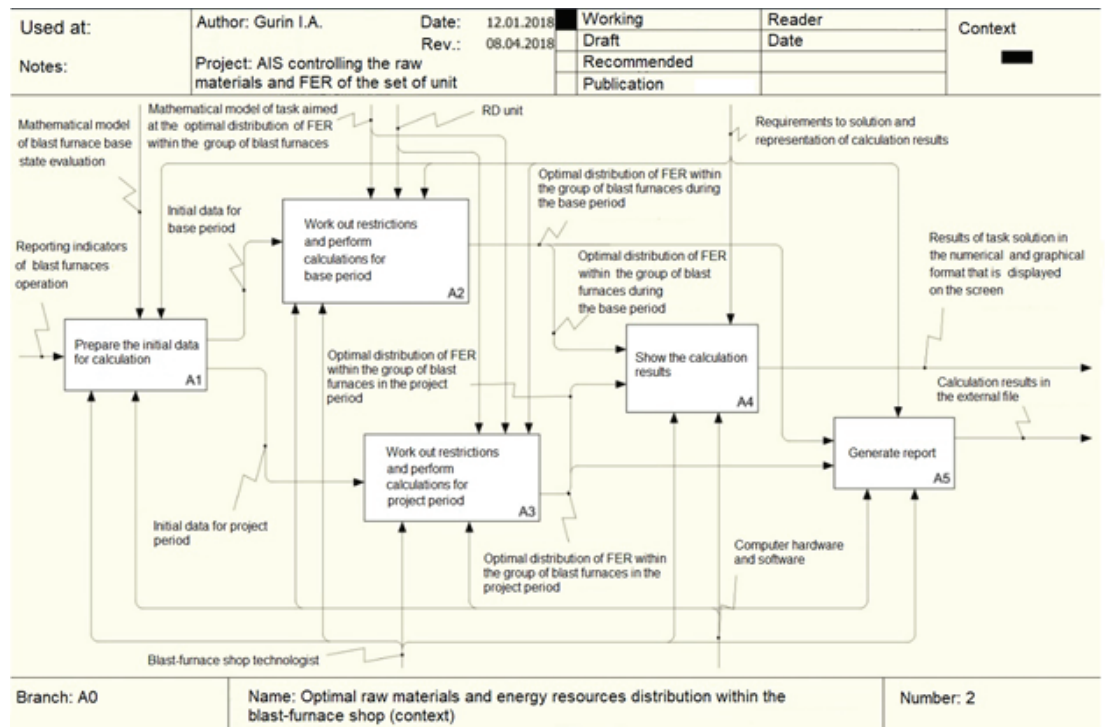 Used at:
Author: Gurin I.A.
Date: 12.01.2018
Rev.: 08.04.2018
Notes:
Project: AIS controlling the raw
materials and FER of the set of unit
Working
Draft
Recommended
Publication
Reader
Date
Context
Mathematical model
of blast furnace base
state evaluation
Mathematical model of task aimed
at the optimal distribution of FER
within the group of blast furnaces
RD unit
Requirements to solution and
representation of calculation results
Initial data for
base period
Reporting indicators
of blast furnaces
operation
Work out restrictions
and perform
calculations for
base period
A2
Optimal distribution of FER within
the group of blast furnaces during
the base period
Optimal distribution of FER
within the group of blast
furnaces during
the base period
Results of task solution in
the numerical and graphical
format that is displayed
on the screen
Prepare the initial data
for calculation
A1
Optimal distribution of FER
within the group of blast
furnaces in the project
period
Show the calculation
results
A4
Calculation results in
the external file
Work out restrictions
and perform
calculations for
project period
A3
Generate report
A5
Initial data for project
period
Optimal distribution of FER within
the group of blast furnaces in the
project period
Computer hardware
and software
Blast-furnace shop technologist
Branch: A0
Name: Optimal raw materials and energy resources distribution within the
blast-furnace shop (context)
Number: 2